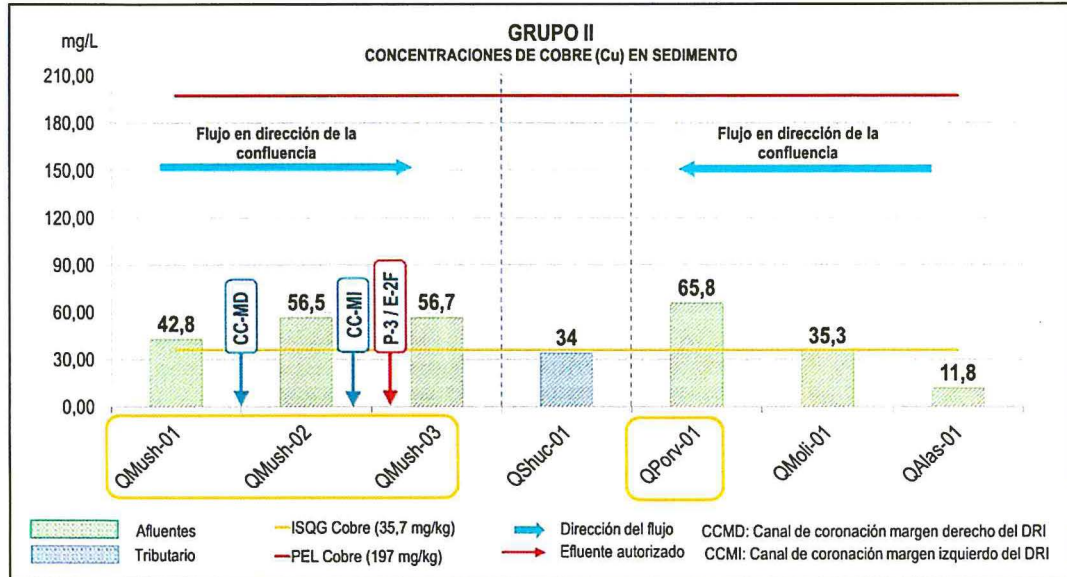 GRUPO II
CONCENTRACIONES DE COBRE (Cu) EN SEDIMENTO
mg/L
210,00
180,00
150,00
120,00
90,00
60,00
30,00
0,00
Flujo en dirección de la
confluencia
Flujo en dirección de la
confluencia
42,8
CC-MD
56,5
CC-MI
P-3 / E-2F
56,7
34
65,8
35,3
11,8
QMush-01
QMush-02
QMush-03
QShuc-01
QPorv-01
QMoli-01
QAlas-01
Afluentes
Tributario
ISQG Cobre (35,7 mg/kg)
PEL Cobre (197 mg/kg)
Dirección del flujo
Efluente autorizado
CCMD: Canal de coronación margen derecho del DRI
CCMI: Canal de coronación margen izquierdo del DRI